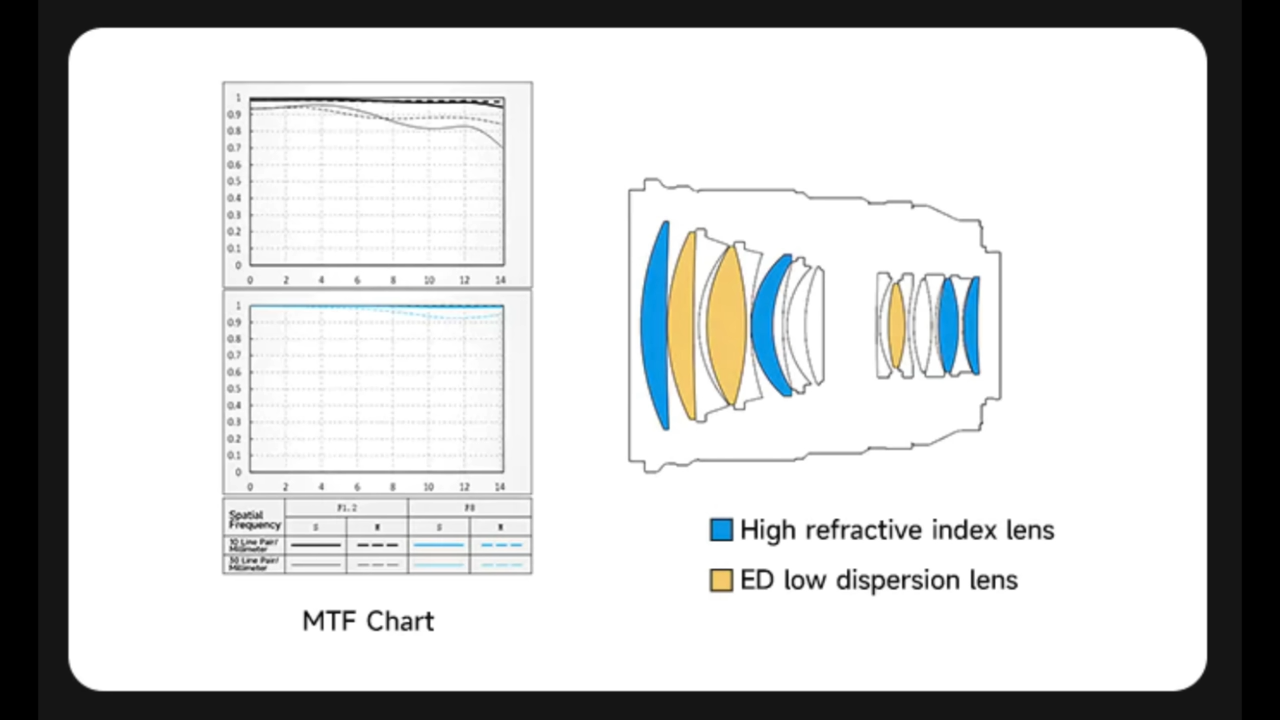 1
0.9
0.8
0.7
0.6
0.5
0.4
0.3
0.2
0.1
0
0 2 4 6 8 10 12 14
1
0.9
0.8
0.7
0.6
0.5
0.4
0.3
0.2
0.1
0
0 2 4 6 8 10 12 14
Spatial
Frequency
F1.2 F8
S M S M
10 Line Pair/
Millimeter
30 Line Pair/
Millimeter
MTF Chart
High refractive index lens
ED low dispersion lens